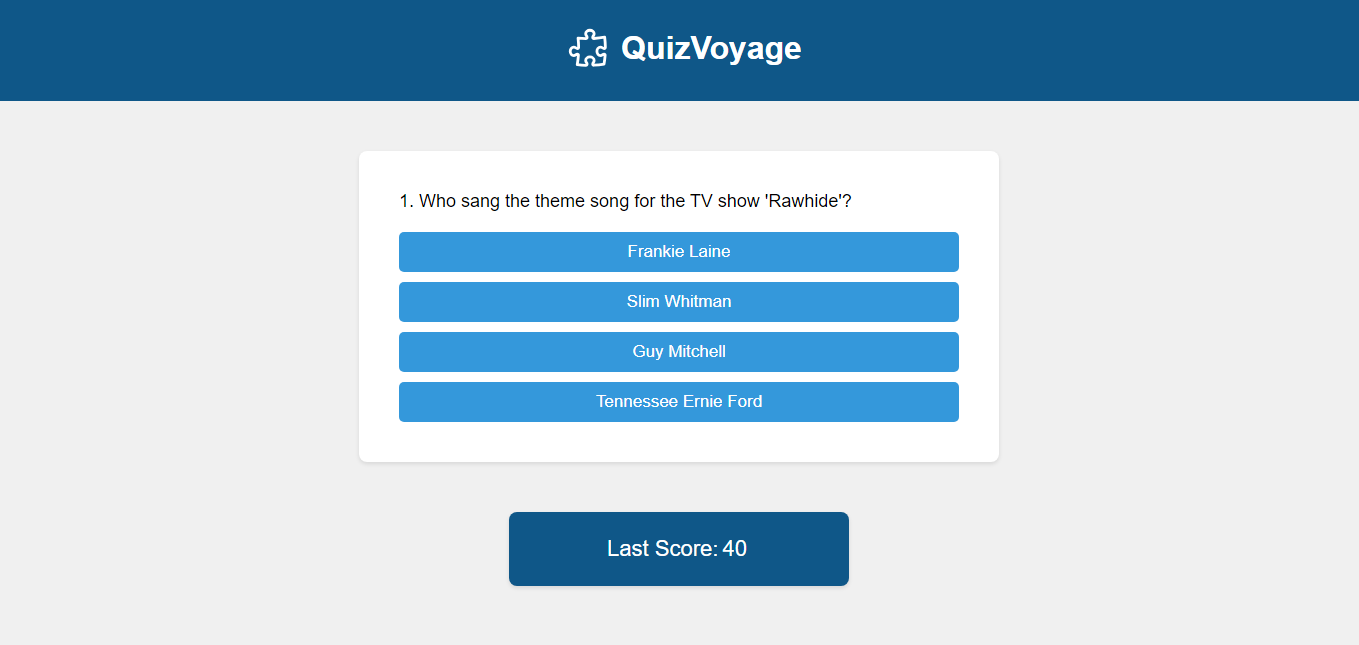 QuizVoyage
1. Who sang the theme song for the TV show 'Rawhide'?
Frankie Laine
Slim Whitman
Guy Mitchell
Tennessee Ernie Ford
Last Score: 40